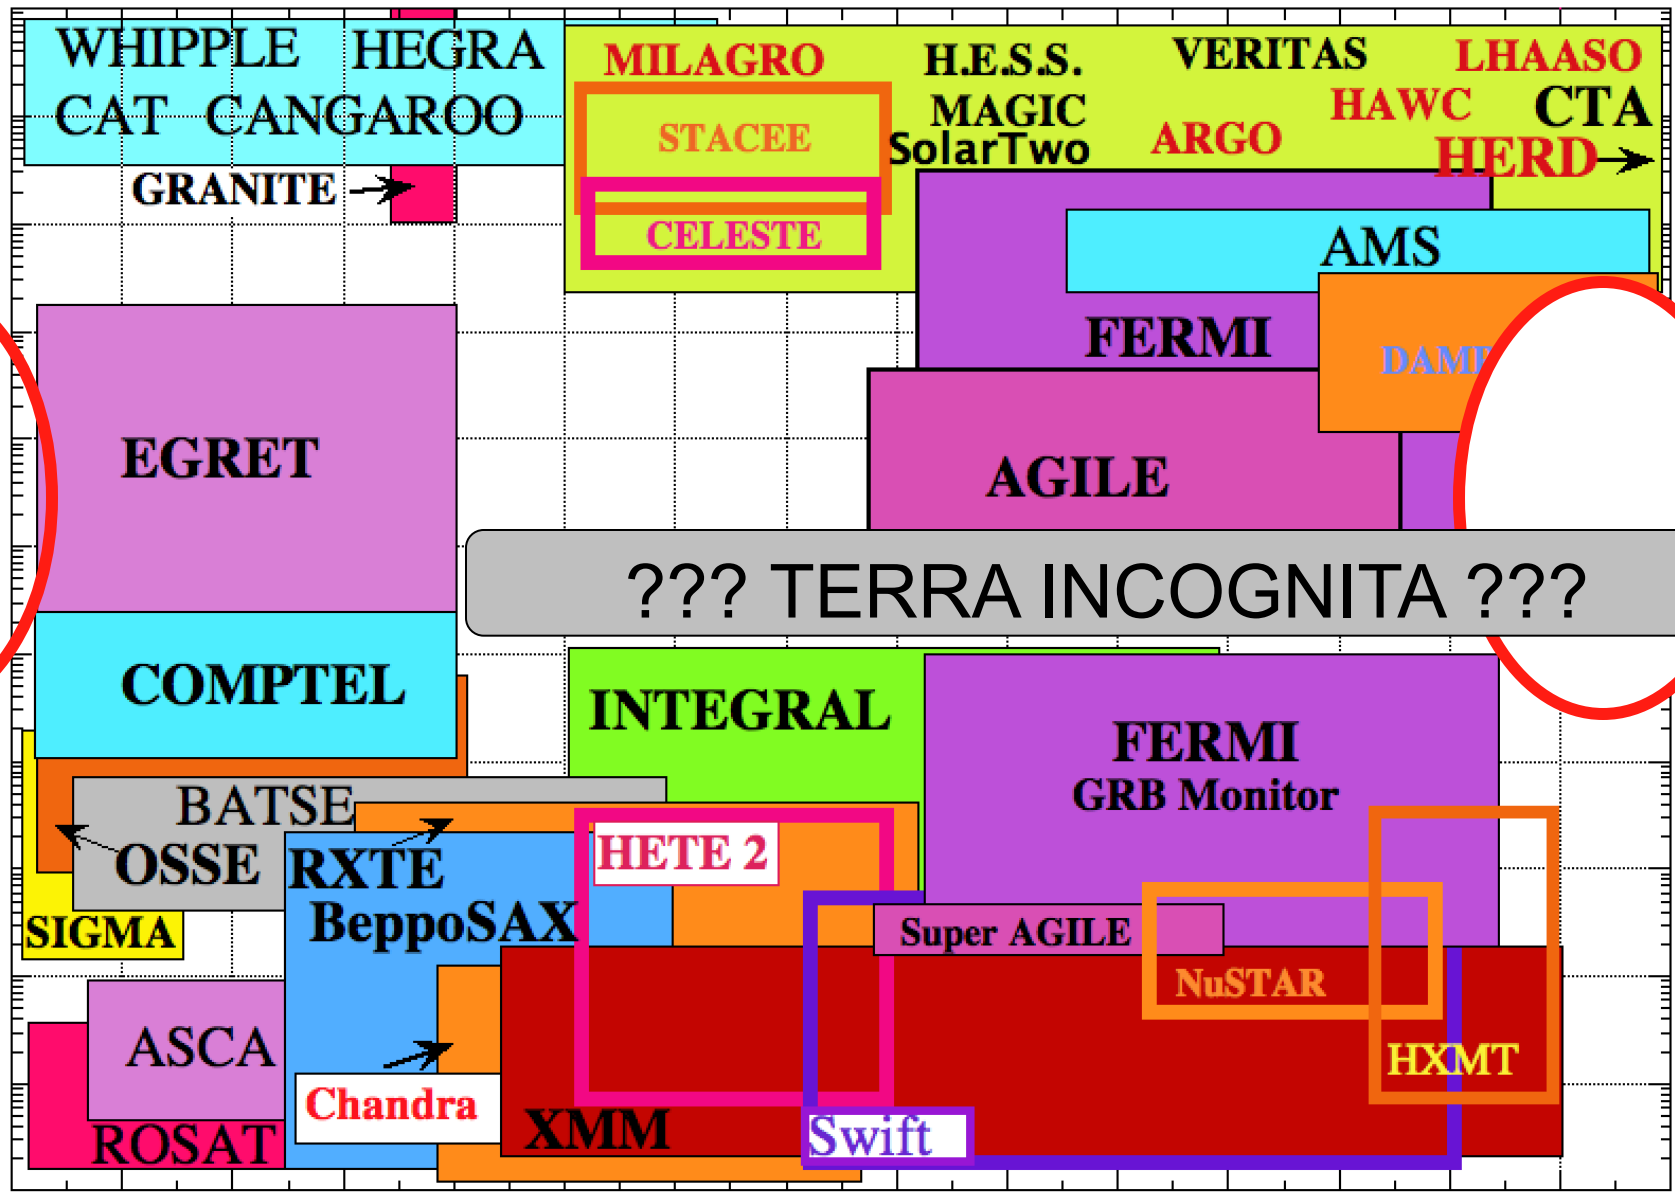 WHIPPLE HEGRA
CAT CANGAROO
GRANITE
MILAGRO
STACEE
CELESTE
H.E.S.S.
MAGIC
SolarTwo
VERITAS
ARGO
LHAASO
HAWC
CTA
HERD
AMS
FERMI
EGRET
AGILE
??? TERRA INCOGNITA ???
COMPTEL
INTEGRAL
FERMI
GRB Monitor
BATSE
OSSE
RXTE
HETE 2
BeppoSAX
SIGMA
Super AGILE
NuSTAR
ASCA
HXMT
Chandra
XMM
Swift
ROSAT